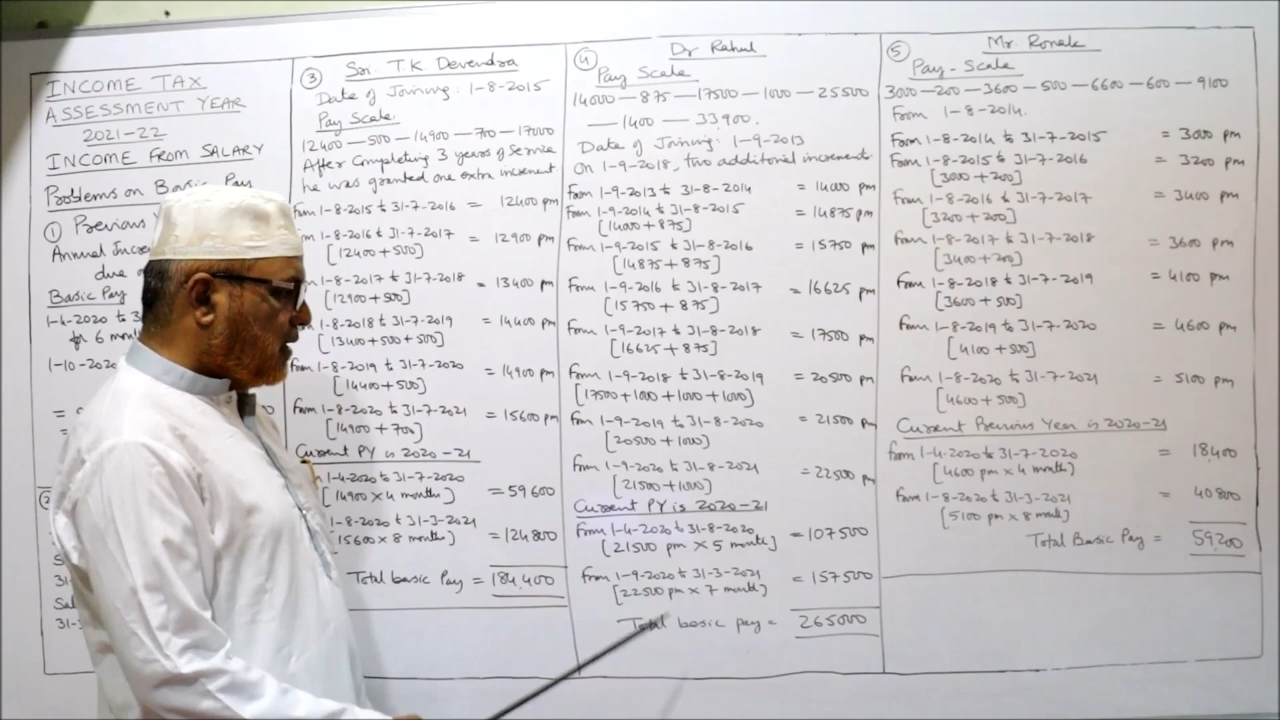 INCOME TAX
ASSESSMENT YEAR
2021-22
INCOME FROM SALARY
Problems on Basic Pay
① Previous
Annual
due
Basic Pay
1-4-2020 to
for 6
1-10-2020
③ Sri. T.K Devendra
Date of Joining: 1-8-2015
Pay Scale
12400 — 500 — 14900 — 700 — 17000
After Completing 3 years of Service
he was granted one extra increment
From 1-8-2015 to 31-7-2016 = 12400 pm
From 1-8-2016 to 31-7-2017 = 12900 pm
[12400 + 500]
1-8-2017 to 31-7-2018 = 13400 pm
[12900 + 500]
1-8-2018 to 31-7-2019 = 14400 pm
[13400 + 500 + 500]
From 1-8-2019 to 31-7-2020 = 14900 pm
[14400 + 500]
From 1-8-2020 to 31-7-2021 = 15600 pm
[14900 + 700]
Current PY is 2020-21
1-4-2020 to 31-7-2020
[14900 x 4 months] = 59600
1-8-2020 to 31-3-2021
15600 x 8 months] = 124800
Total basic Pay = 184,400
④ Dr Rahul
Pay Scale
14000 — 875 — 17500 — 1000 — 25500
— 1400 — 33,900.
Date of Joining: 1-9-2013
On 1-9-2018, two additional increment
From 1-9-2013 to 31-8-2014 = 14000 pm
From 1-9-2014 to 31-8-2015 = 14875 pm
[14000 + 875]
From 1-9-2015 to 31-8-2016 = 15750 pm
[14875 + 875]
From 1-9-2016 to 31-8-2017 = 16625 pm
[15750 + 875]
From 1-9-2017 to 31-8-2018 = 17500 pm
[16625 + 875]
From 1-9-2018 to 31-8-2019 = 20500 pm
[17500 + 1000 + 1000 + 1000]
From 1-9-2019 to 31-8-2020 = 21500 pm
[20500 + 1000]
From 1-9-2020 to 31-8-2021 = 22500 pm
[21500 + 1000]
Current PY is 2020-21
From 1-4-2020 to 31-8-2020
[21500 pm x 5 month] = 107500
From 1-9-2020 to 31-3-2021 = 157500
[22500 pm x 7 month]
Total basic pay = 265000
⑤ Mr. Ronak
Pay - Scale
3000 — 200 — 3600 — 500 — 6600 — 600 — 9100
From 1-8-2014.
From 1-8-2014 to 31-7-2015 = 3000 pm
From 1-8-2015 to 31-7-2016 = 3200 pm
[3000 + 200]
From 1-8-2016 to 31-7-2017 = 3400 pm
[3200 + 200]
From 1-8-2017 to 31-7-2018 = 3600 pm
[3400 + 200]
From 1-8-2018 to 31-7-2019 = 4100 pm
[3600 + 500]
From 1-8-2019 to 31-7-2020 = 4600 pm
[4100 + 500]
From 1-8-2020 to 31-7-2021 = 5100 pm
[4600 + 500]
Current Previous Year is 2020-21
From 1-4-2020 to 31-7-2020 = 18,400
[4600 pm x 4 month]
From 1-8-2020 to 31-3-2021 = 40800
[5100 pm x 8 month]
Total Basic Pay = 59,200